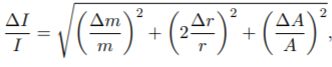 ΔI/I = √((Δm/m)² + (2Δr/r)² + (ΔA/A)²),